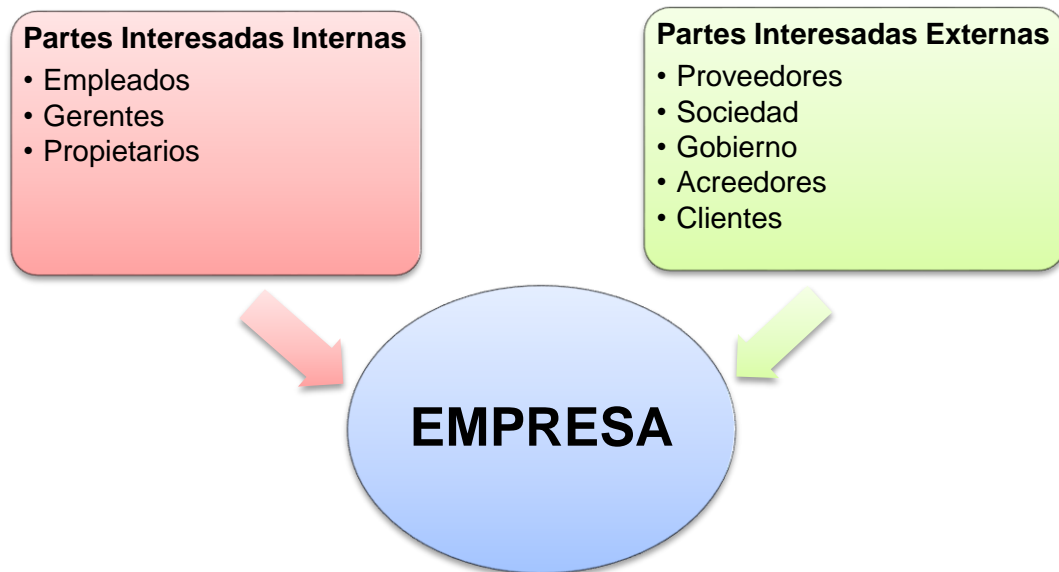 Partes Interesadas Internas
• Empleados
• Gerentes
• Propietarios
Partes Interesadas Externas
• Proveedores
• Sociedad
• Gobierno
• Acreedores
• Clientes
EMPRESA